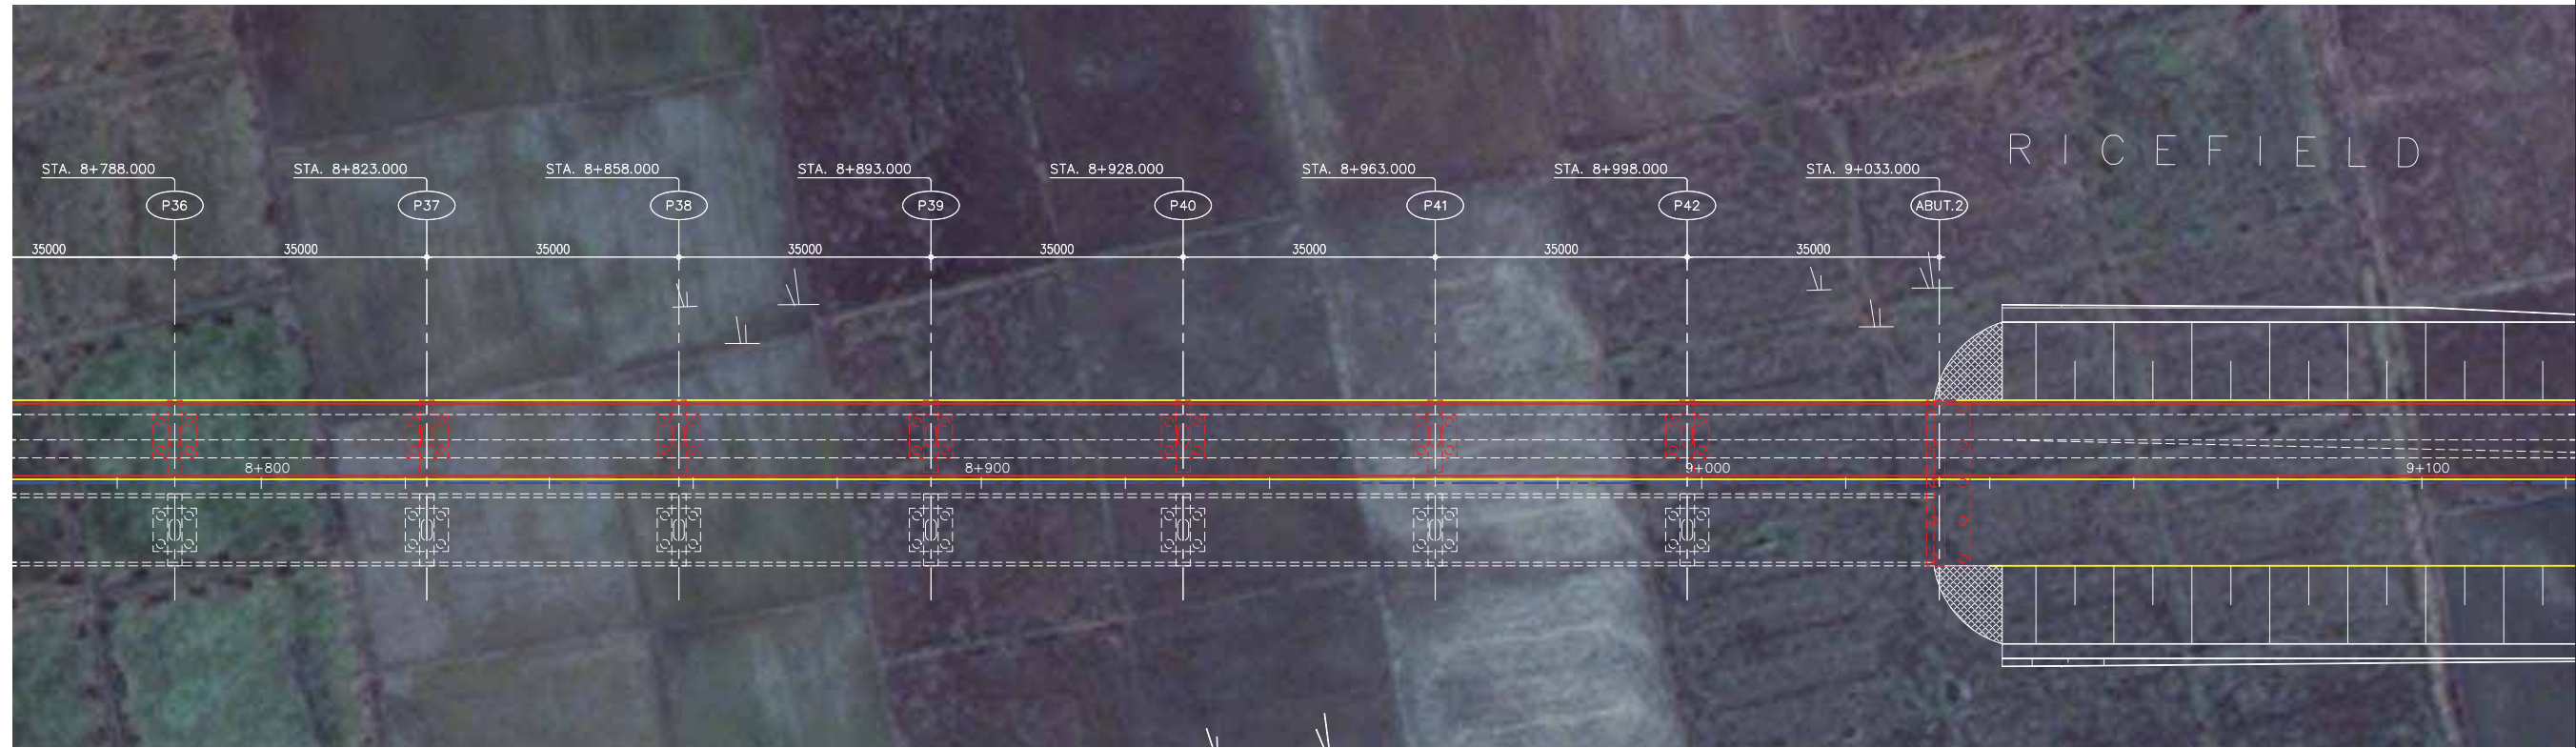 RICEFIELD
STA. 8+788.000 STA. 8+823.000 STA. 8+858.000 STA. 8+893.000 STA. 8+928.000 STA. 8+963.000 STA. 8+998.000 STA. 9+033.000
P36 P37 P38 P39 P40 P41 P42 ABUT.2
35000 35000 35000 35000 35000 35000 35000 35000
8+800 8+900 9+000 9+100